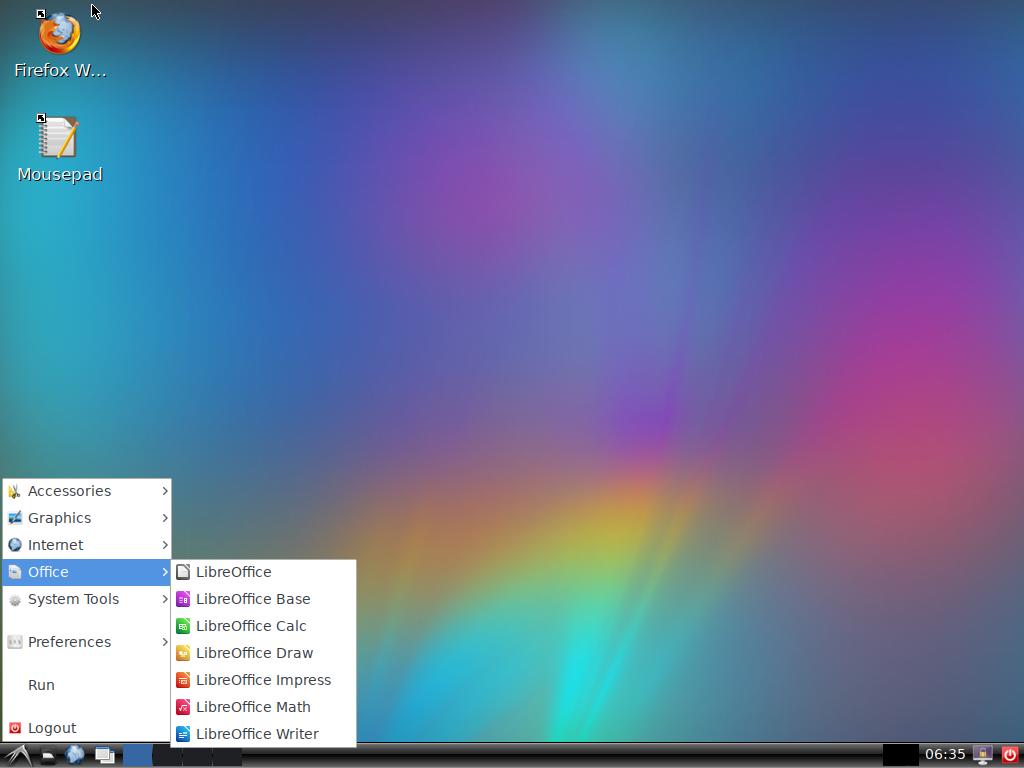 Firefox W...
Mousepad
Accessories
Graphics
Internet
Office
System Tools
Preferences
Run
Logout
LibreOffice
LibreOffice Base
LibreOffice Calc
LibreOffice Draw
LibreOffice Impress
LibreOffice Math
LibreOffice Writer
06:35